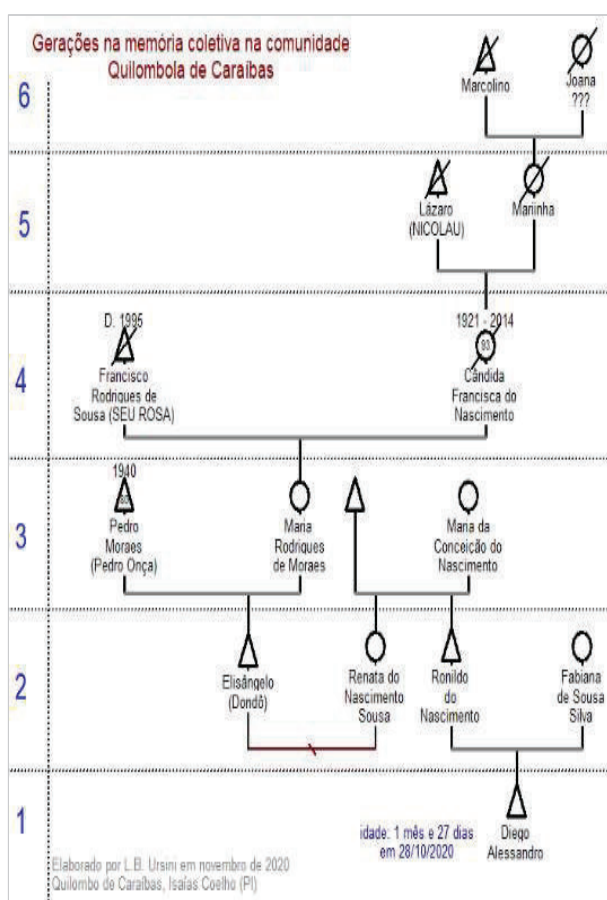 Gerações na memória coletiva na comunidade
Quilombola de Caraíbas
6
Marcolino
Joana
???
5
Lázaro
(NICOLAU)
Mariinha
D. 1995
1921 - 2014
93
4
Francisco
Rodrigues de
Sousa (SEU ROSA)
Cândida
Francisca do
Nascimento
1940
80
3
Pedro
Moraes
(Pedro Onça)
Maria
Rodrigues
de Moraes
Maria da
Conceição do
Nascimento
2
Elisângelo
(Dondô)
Renata do
Nascimento
Sousa
Ronildo
do
Nascimento
Fabiana
de Sousa
Silva
1
idade: 1 mês e 27 dias
em 28/10/2020
Diego
Alessandro
Elaborado por L.B. Ursini em novembro de 2020
Quilombo de Caraíbas, Isaías Coelho (PI)